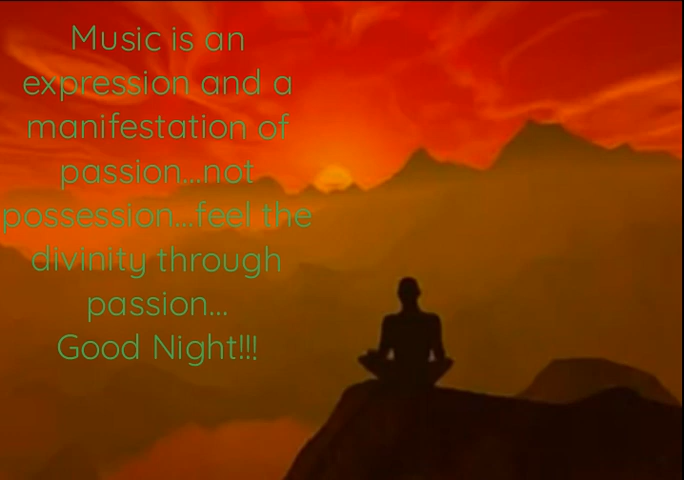 Music is an
expression and a
manifestation of
passion...not
possession...feel the
divinity through
passion...
Good Night!!!